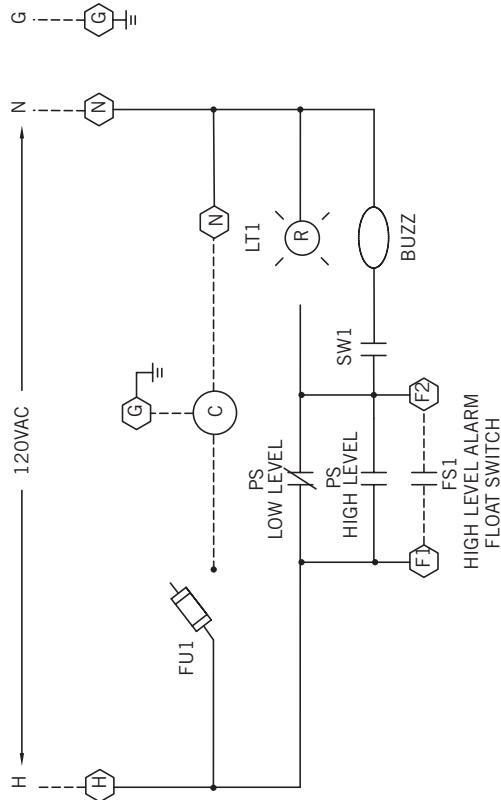 H
120VAC
N
G
H
N
G
FU1
G
C
N
PS
LOW LEVEL
LT1
R
PS
HIGH LEVEL
SW1
BUZZ
F1
F2
FS1
HIGH LEVEL ALARM
FLOAT SWITCH